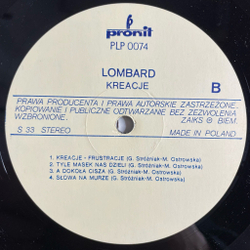 pronit
PLP 0074
LOMBARD
KREACJE
B
PRAWA PRODUCENTA I PRAWA AUTORSKIE ZASTRZEŻONE.
KOPIOWANIE I PUBLICZNE ODTWARZANIE BEZ ZEZWOLENIA
WZBRONIONE. ZAIKS BIEM
S 33 STEREO MADE IN POLAND
1. KREACJE - FRUSTRACJE (G. Stróżniak-M. Ostrowska)
2. TYLE MASEK NAS DZIELI (G. Stróżniak-M. Ostrowska)
3. A DOKOŁA CISZA (G. Stróżniak-M. Ostrowska)
4. SŁOWA NA MURZE (G. Stróżniak-M. Ostrowska)